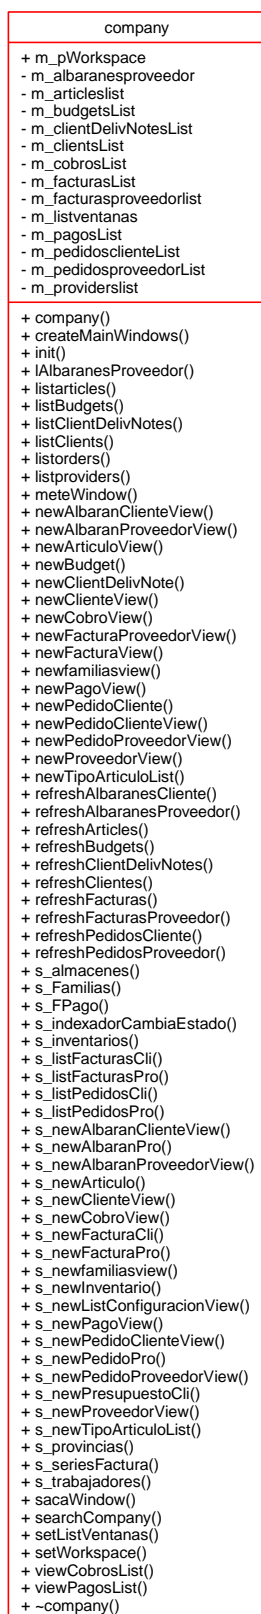 company
+ m_pWorkspace
- m_albaranesproveedor
- m_articleslist
- m_budgetsList
- m_clientDelivNotesList
- m_clientsList
- m_cobrosList
- m_facturasList
- m_facturasproveedorlist
- m_listventanas
- m_pagosList
- m_pedidosclienteList
- m_pedidosproveedorList
- m_providerslist
+ company()
+ createMainWindows()
+ init()
+ lAlbaranesProveedor()
+ listarticles()
+ listBudgets()
+ listClientDelivNotes()
+ listClients()
+ listorders()
+ listproviders()
+ meteWindow()
+ newAlbaranClienteView()
+ newAlbaranProveedorView()
+ newArticuloView()
+ newBudget()
+ newClientDelivNote()
+ newClienteView()
+ newCobroView()
+ newFacturaProveedorView()
+ newFacturaView()
+ newfamiliasview()
+ newPagoView()
+ newPedidoCliente()
+ newPedidoClienteView()
+ newPedidoProveedorView()
+ newProveedorView()
+ newTipoArticuloList()
+ refreshAlbaranesCliente()
+ refreshAlbaranesProveedor()
+ refreshArticles()
+ refreshBudgets()
+ refreshClientDelivNotes()
+ refreshClientes()
+ refreshFacturas()
+ refreshFacturasProveedor()
+ refreshPedidosCliente()
+ refreshPedidosProveedor()
+ s_almacenes()
+ s_Familias()
+ s_FPago()
+ s_indexadorCambiaEstado()
+ s_inventarios()
+ s_listFacturasCli()
+ s_listFacturasPro()
+ s_listPedidosCli()
+ s_listPedidosPro()
+ s_newAlbaranClienteView()
+ s_newAlbaranPro()
+ s_newAlbaranProveedorView()
+ s_newArticulo()
+ s_newClienteView()
+ s_newCobroView()
+ s_newFacturaCli()
+ s_newFacturaPro()
+ s_newfamiliasview()
+ s_newInventario()
+ s_newListConfiguracionView()
+ s_newPagoView()
+ s_newPedidoClienteView()
+ s_newPedidoPro()
+ s_newPedidoProveedorView()
+ s_newPresupuestoCli()
+ s_newProveedorView()
+ s_newTipoArticuloList()
+ s_provincias()
+ s_seriesFactura()
+ s_trabajadores()
+ sacaWindow()
+ searchCompany()
+ setListVentanas()
+ setWorkspace()
+ viewCobrosList()
+ viewPagosList()
+ ~company()